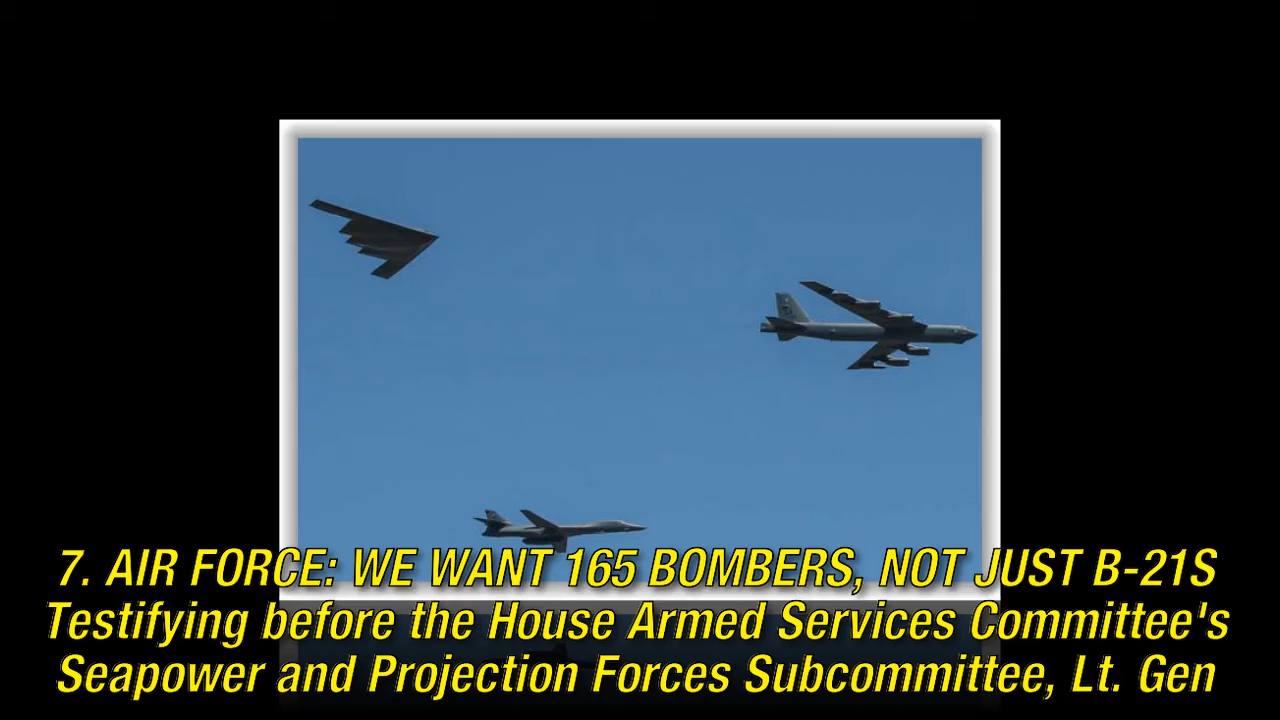 7. AIR FORCE: WE WANT 165 BOMBERS, NOT JUST B-21S
Testifying before the House Armed Services Committee's
Seapower and Projection Forces Subcommittee, Lt. Gen